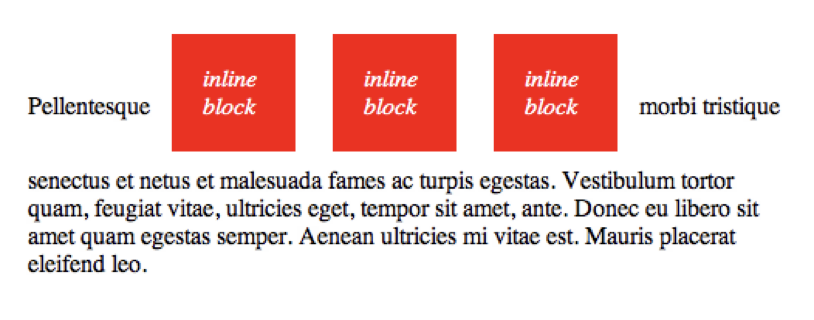 inline inline inline
Pellentesque block block block morbi tristique
senectus et netus et malesuada fames ac turpis egestas. Vestibulum tortor
quam, feugiat vitae, ultricies eget, tempor sit amet, ante. Donec eu libero sit
amet quam egestas semper. Aenean ultricies mi vitae est. Mauris placerat
eleifend leo.